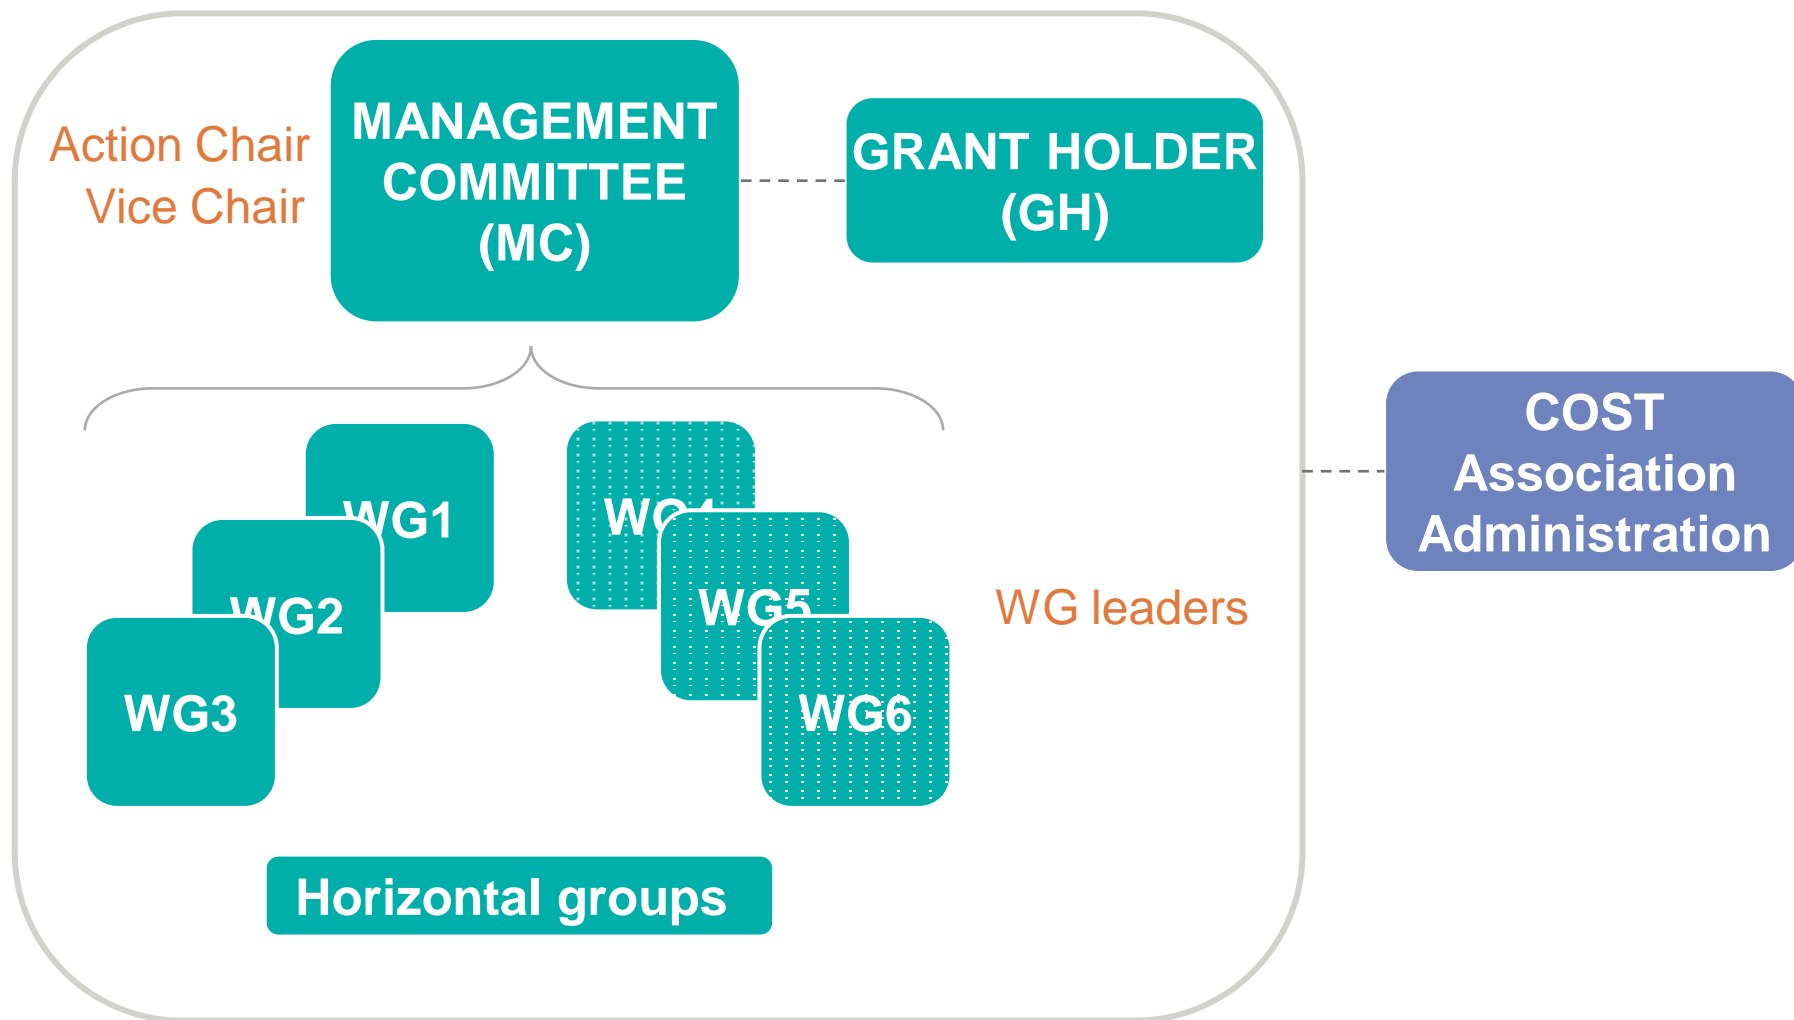 Action Chair
Vice Chair
MANAGEMENT
COMMITTEE
(MC)
GRANT HOLDER
(GH)
COST
Association
Administration
WG1
WG2
WG3
WG4
WG5
WG6
WG leaders
Horizontal groups